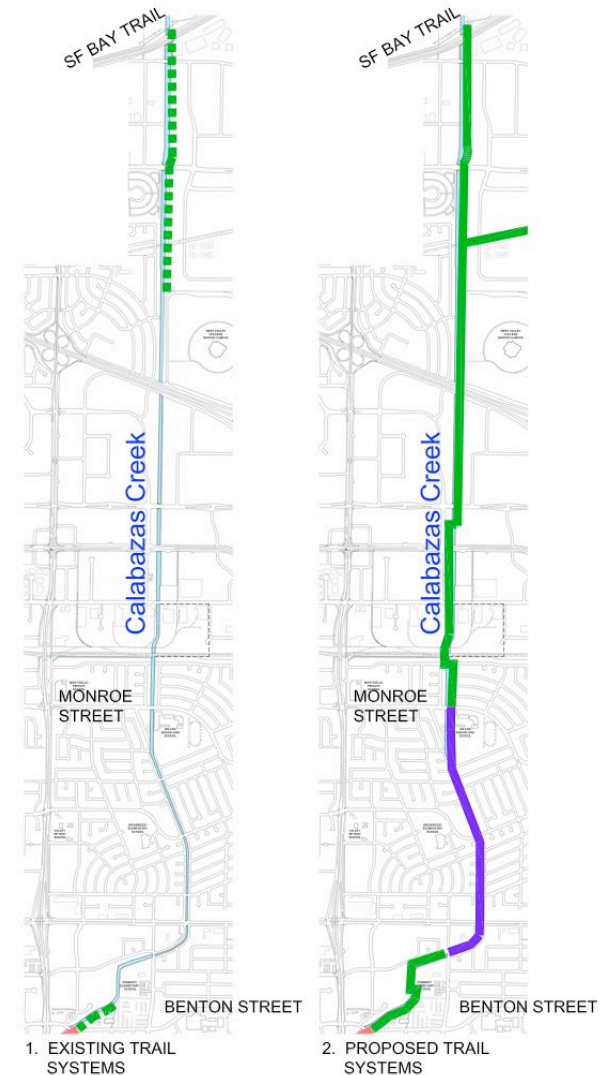 SF BAY TRAIL
Calabazas Creek
MONROE
STREET
BENTON STREET
1. EXISTING TRAIL
SYSTEMS
SF BAY TRAIL
Calabazas Creek
MONROE
STREET
BENTON STREET
2. PROPOSED TRAIL
SYSTEMS